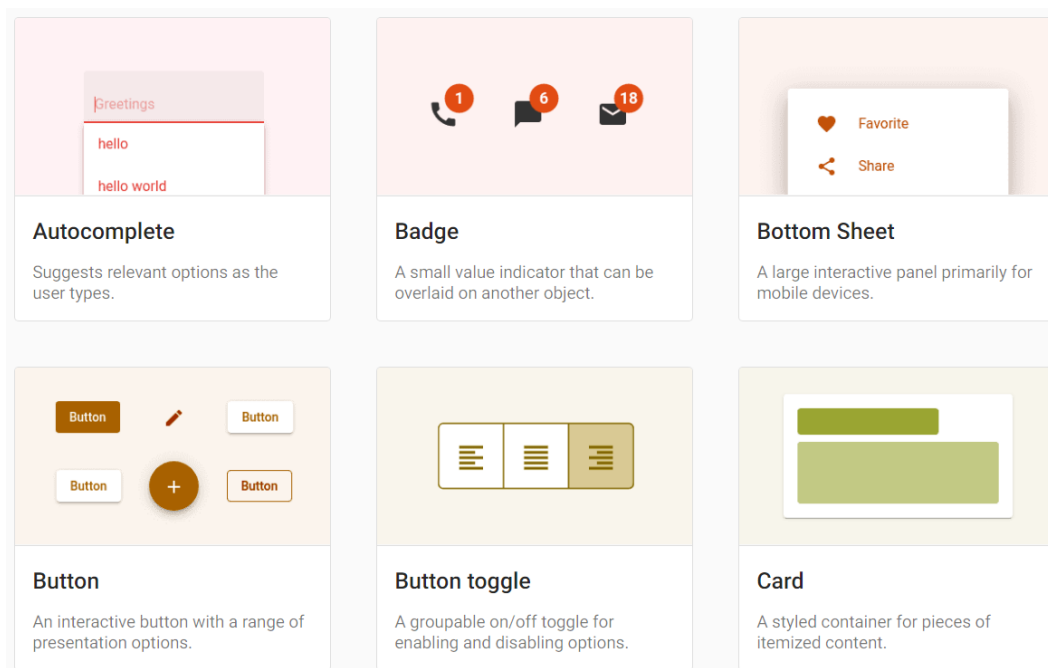 Greetings
hello
hello world
Autocomplete
Suggests relevant options as the
user types.
1
6
18
Badge
A small value indicator that can be
overlaid on another object.
Favorite
Share
Bottom Sheet
A large interactive panel primarily for
mobile devices.
Button
Button
Button
Button
Button
An interactive button with a range of
presentation options.
Button toggle
A groupable on/off toggle for
enabling and disabling options.
Card
A styled container for pieces of
itemized content.